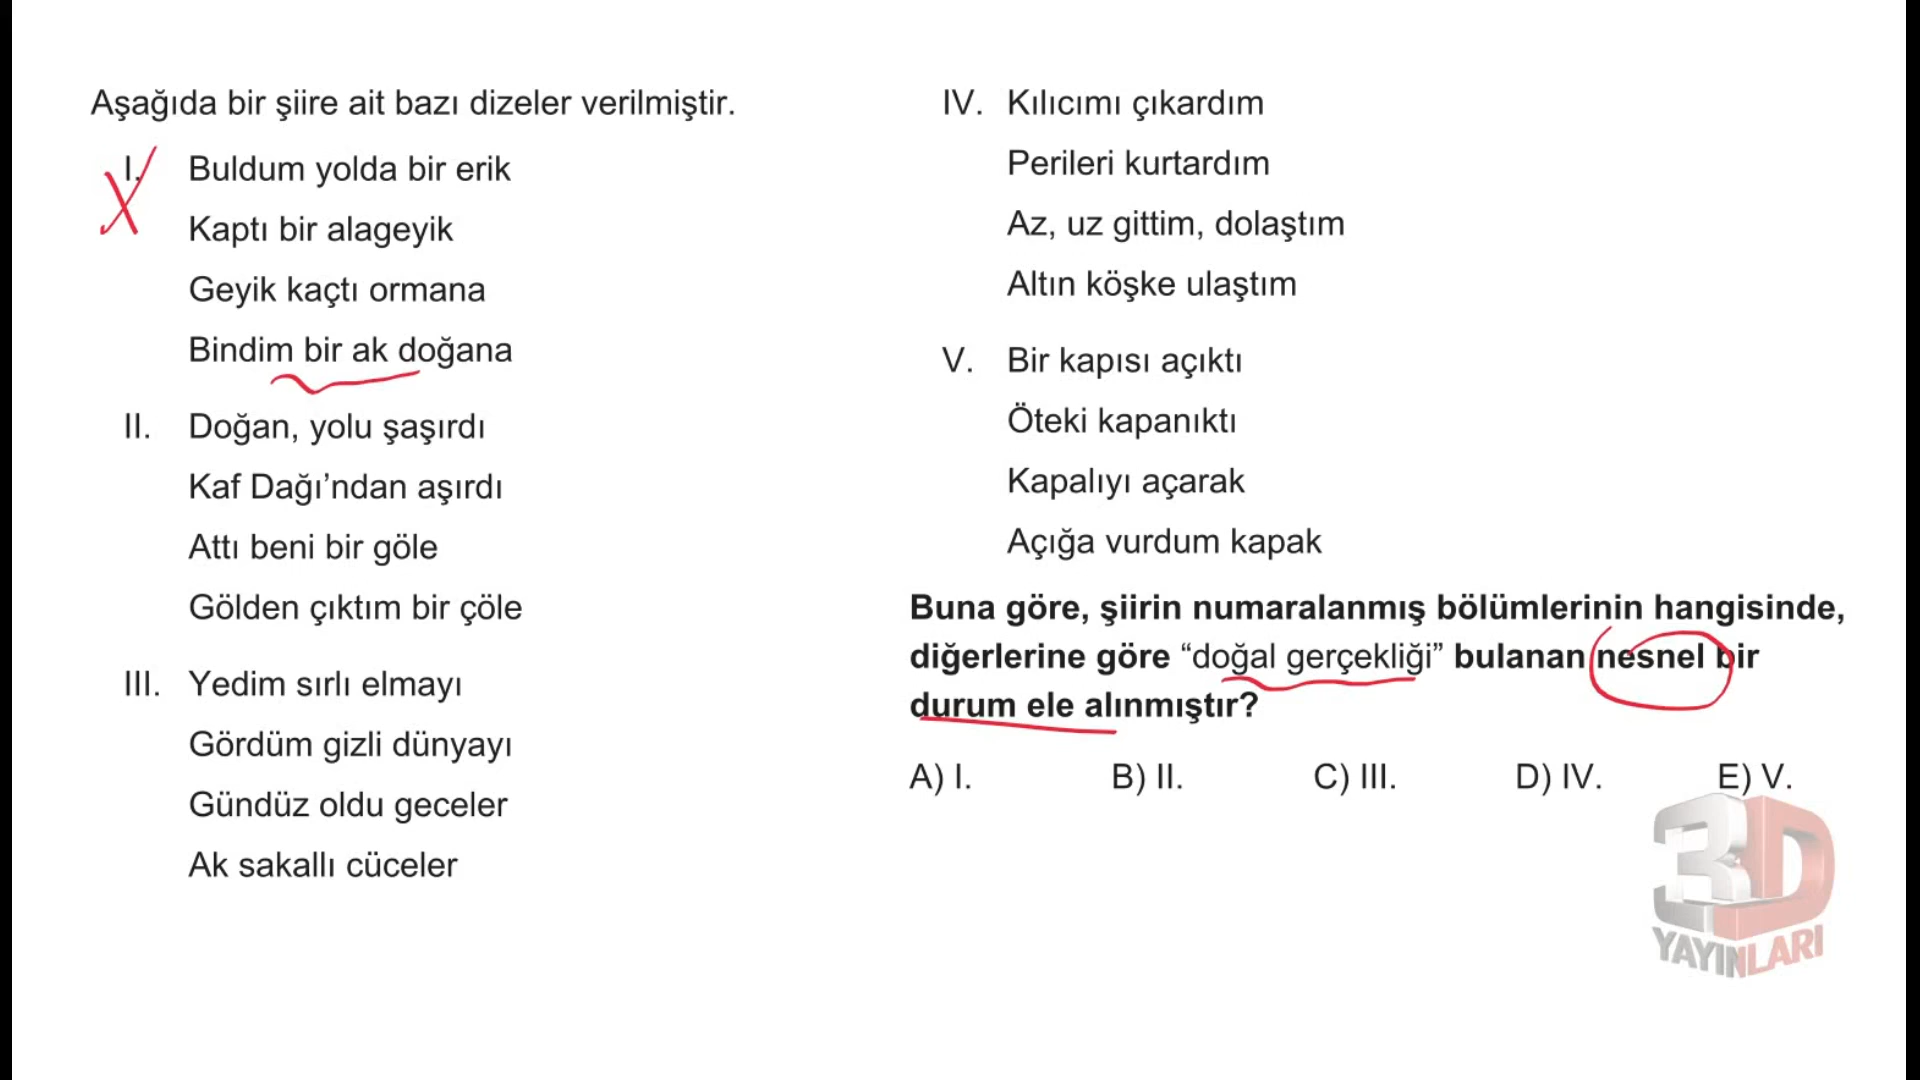 Aşağıda bir şiire ait bazı dizeler verilmiştir.
I. Buldum yolda bir erik
Kaptı bir alageyik
Geyik kaçtı ormana
Bindim bir ak doğana
II. Doğan, yolu şaşırdı
Kaf Dağı’ndan aşırdı
Attı beni bir göle
Gölden çıktım bir çöle
III. Yedim sırlı elmayı
Gördüm gizli dünyayı
Gündüz oldu geceler
Ak sakallı cüceler
IV. Kılıcımı çıkardım
Perileri kurtardım
Az, uz gittim, dolaştım
Altın köşke ulaştım
V. Bir kapısı açıktı
Öteki kapanıktı
Kapalıyı açarak
Açığa vurdum kapak
Buna göre, şiirin numaralanmış bölümlerinin hangisinde,
diğerlerine göre “doğal gerçekliği” bulanan nesnel bir
durum ele alınmıştır?
A) I. B) II. C) III. D) IV. E) V.
3D
YAYINLARI